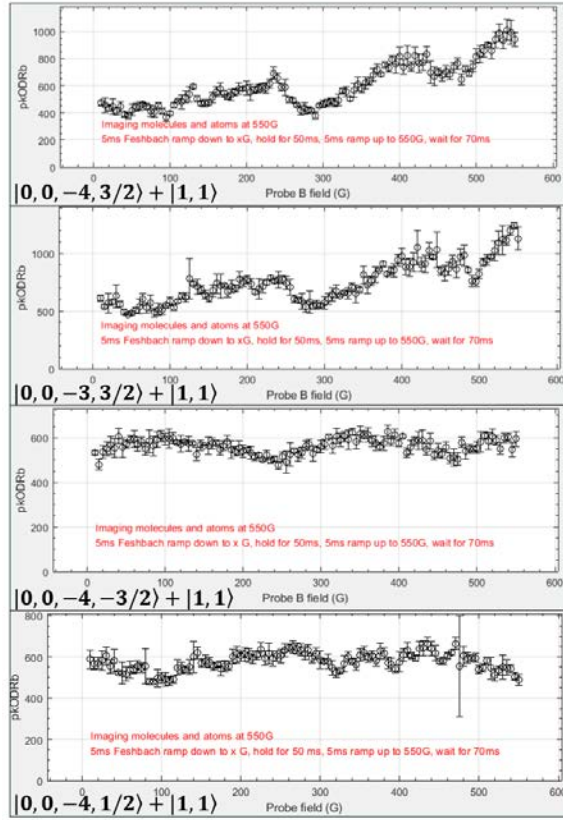 1000
800
600
400
200
0
pkODRb
Imaging molecules and atoms at 550G
5ms Feshbach ramp down to xG, hold for 50ms, 5ms ramp up to 550G, wait for 70ms
0 100 200 300 400 500 600
Probe B field (G)
|0, 0, −4, 3/2⟩ + |1, 1⟩
1000
500
0
pkODRb
Imaging molecules and atoms at 550G
5ms Feshbach ramp down to xG, hold for 50ms, 5ms ramp up to 550G, wait for 70ms
0 100 200 300 400 500 600
Probe B field (G)
|0, 0, −3, 3/2⟩ + |1, 1⟩
600
400
200
0
pkODRb
Imaging molecules and atoms at 550G
5ms Feshbach ramp down to x G, hold for 50ms, 5ms ramp up to 550G, wait for 70ms
0 100 200 300 400 500 600
Probe B field (G)
|0, 0, −4, −3/2⟩ + |1, 1⟩
800
600
400
200
0
pkODRb
Imaging molecules and atoms at 550G
5ms Feshbach ramp down to x G, hold for 50 ms, 5ms ramp up to 550G, wait for 70ms
0 100 200 300 400 500 600
Probe field (G)
|0, 0, −4, 1/2⟩ + |1, 1⟩